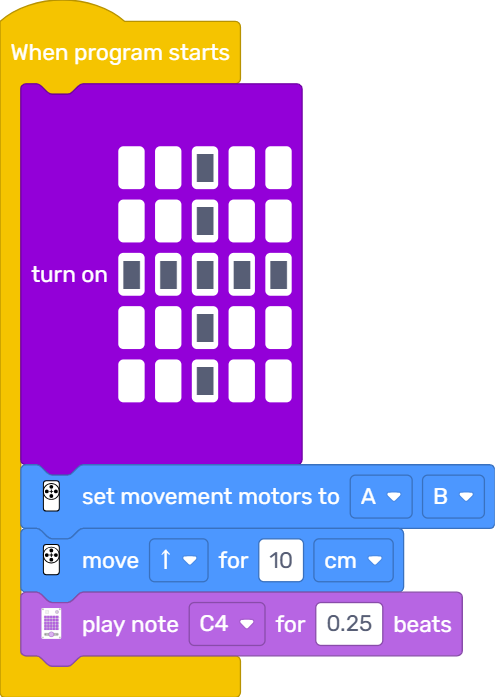 When program starts
turn on
set movement motors to A B
move ↑ for 10 cm
play note C4 for 0.25 beats